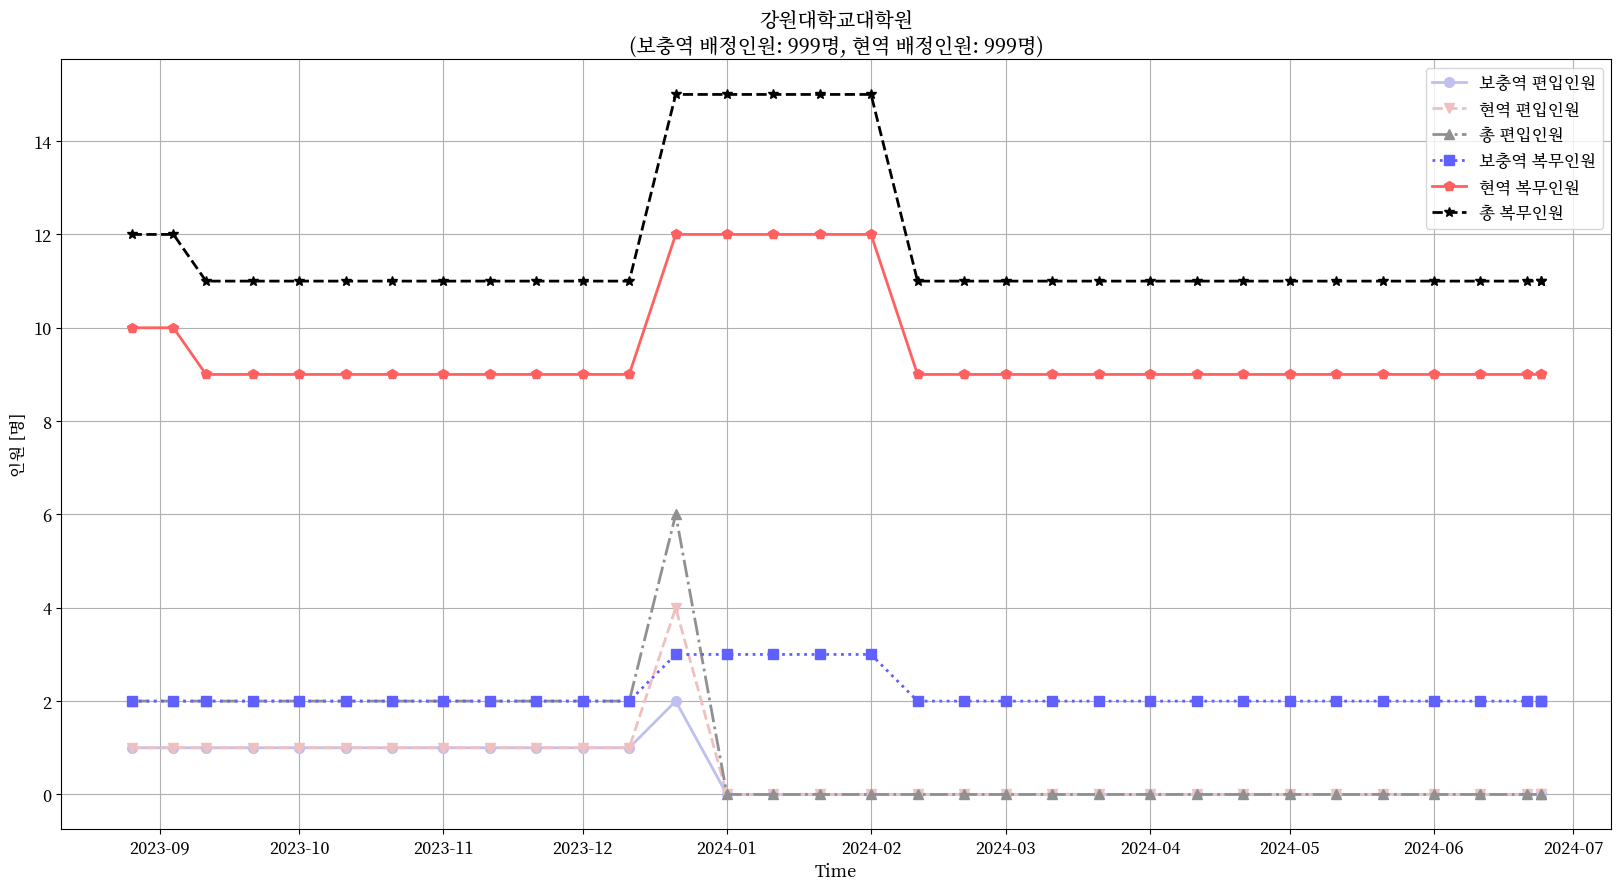 강원대학교대학원
(보충역 배정인원: 999명, 현역 배정인원: 999명)
보충역 편입인원
현역 편입인원
총 편입인원
보충역 복무인원
현역 복무인원
총 복무인원
인원 [명]
14
12
10
8
6
4
2
0
2023-09
2023-10
2023-11
2023-12
2024-01
2024-02
2024-03
2024-04
2024-05
2024-06
2024-07
Time